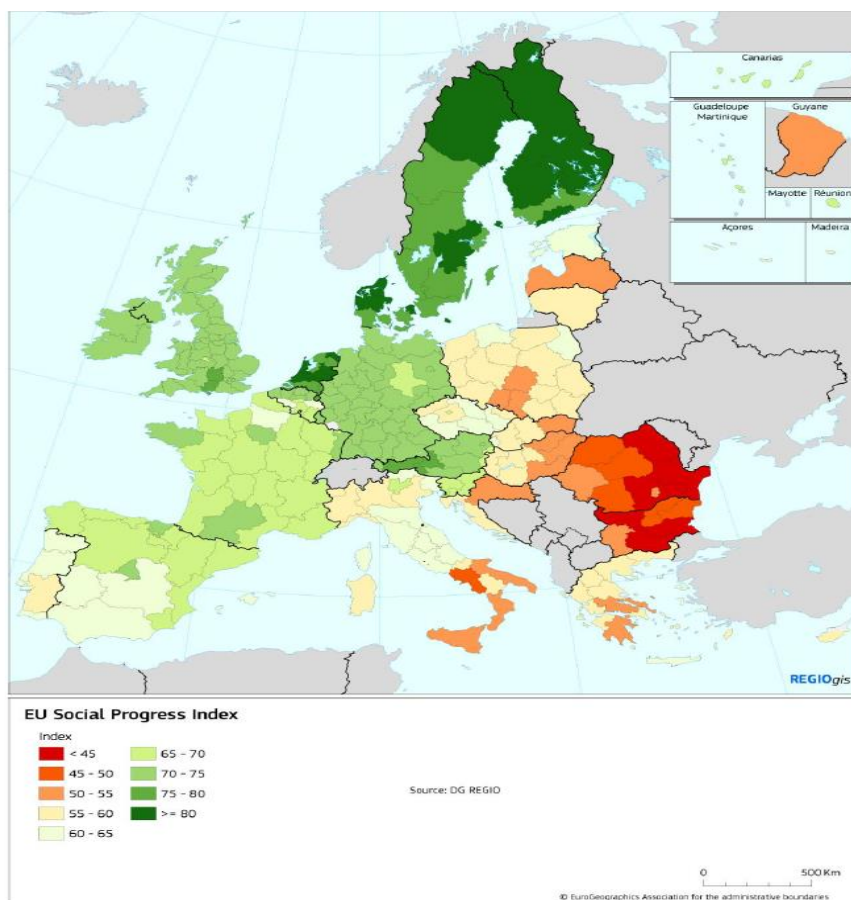 Canarias
Guadeloupe
Martinique
Guyane
Mayotte
Réunion
Açores
Madeira
REGIOgis
EU Social Progress Index
Index
< 45
45 - 50
50 - 55
55 - 60
60 - 65
65 - 70
70 - 75
75 - 80
>= 80
Source: DG REGIO
0 500 Km
© EuroGeographics Association for the administrative boundaries